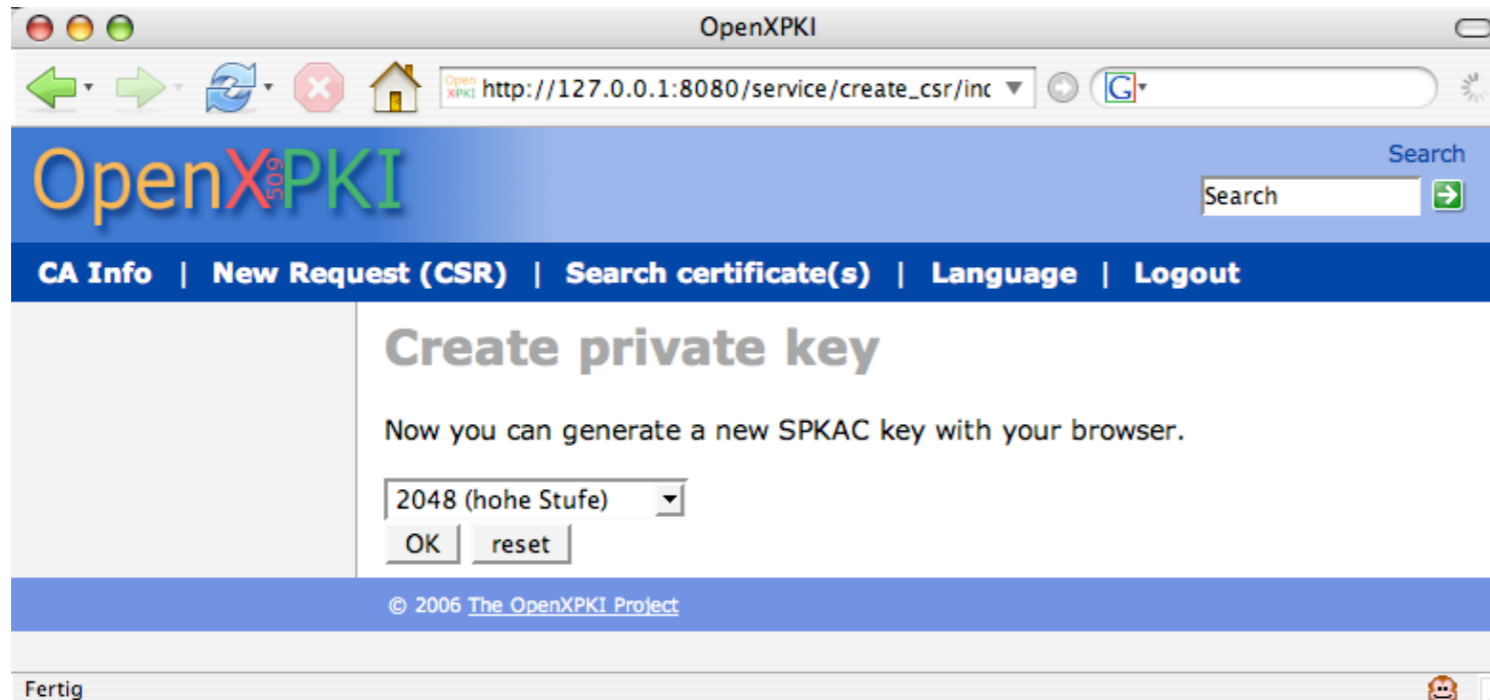 OpenXPKI
Open XPKI http://127.0.0.1:8080/service/create_csr/inc G
OpenX509PKI
Search
Search
CA Info | New Request (CSR) | Search certificate(s) | Language | Logout
Create private key
Now you can generate a new SPKAC key with your browser.
2048 (hohe Stufe)
OK reset
© 2006 The OpenXPKI Project
Fertig